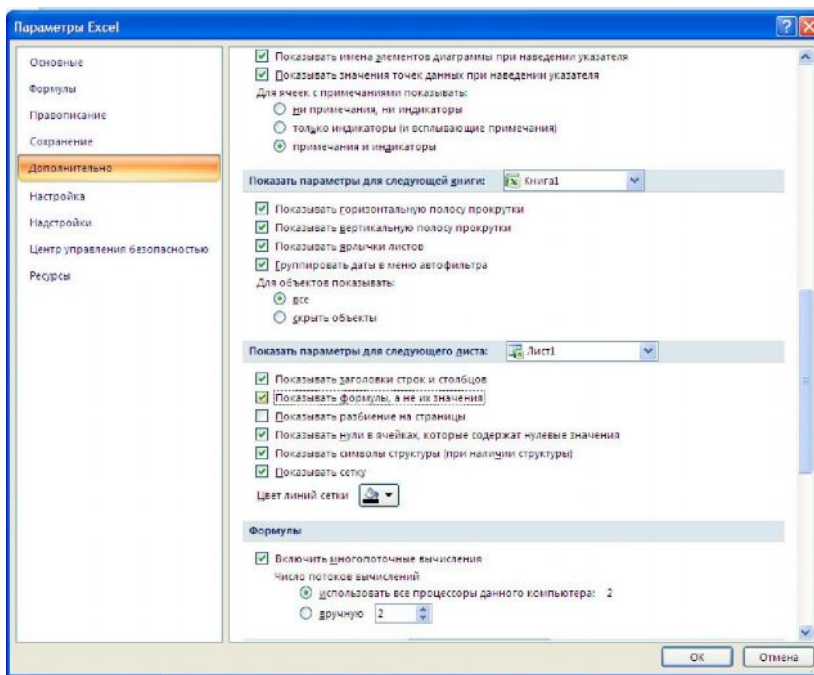 Параметры Excel
Основные
Формулы
Правописание
Сохранение
Дополнительно
Настройка
Надстройки
Центр управления безопасностью
Ресурсы
Показывать имена элементов диаграммы при наведении указателя
Показывать значения точек данных при наведении указателя
Для ячеек с примечаниями показывать:
ни примечания, ни индикаторы
только индикаторы (и всплывающие примечания)
примечания и индикаторы
Показать параметры для следующей книги: Книга1
Показывать горизонтальную полосу прокрутки
Показывать вертикальную полосу прокрутки
Показывать ярлычки листов
Группировать даты в меню автофильтра
Для объектов показывать:
все
скрыть объекты
Показать параметры для следующего листа: Лист1
Показывать заголовки строк и столбцов
Показывать формулы, а не их значения
Показывать разбиение на страницы
Показывать нули в ячейках, которые содержат нулевые значения
Показывать символы структуры (при наличии структуры)
Показывать сетку
Цвет линий сетки
Формулы
Включить многопоточные вычисления
Число потоков вычислений
использовать все процессоры данного компьютера: 2
вручную 2
ОК Отмена